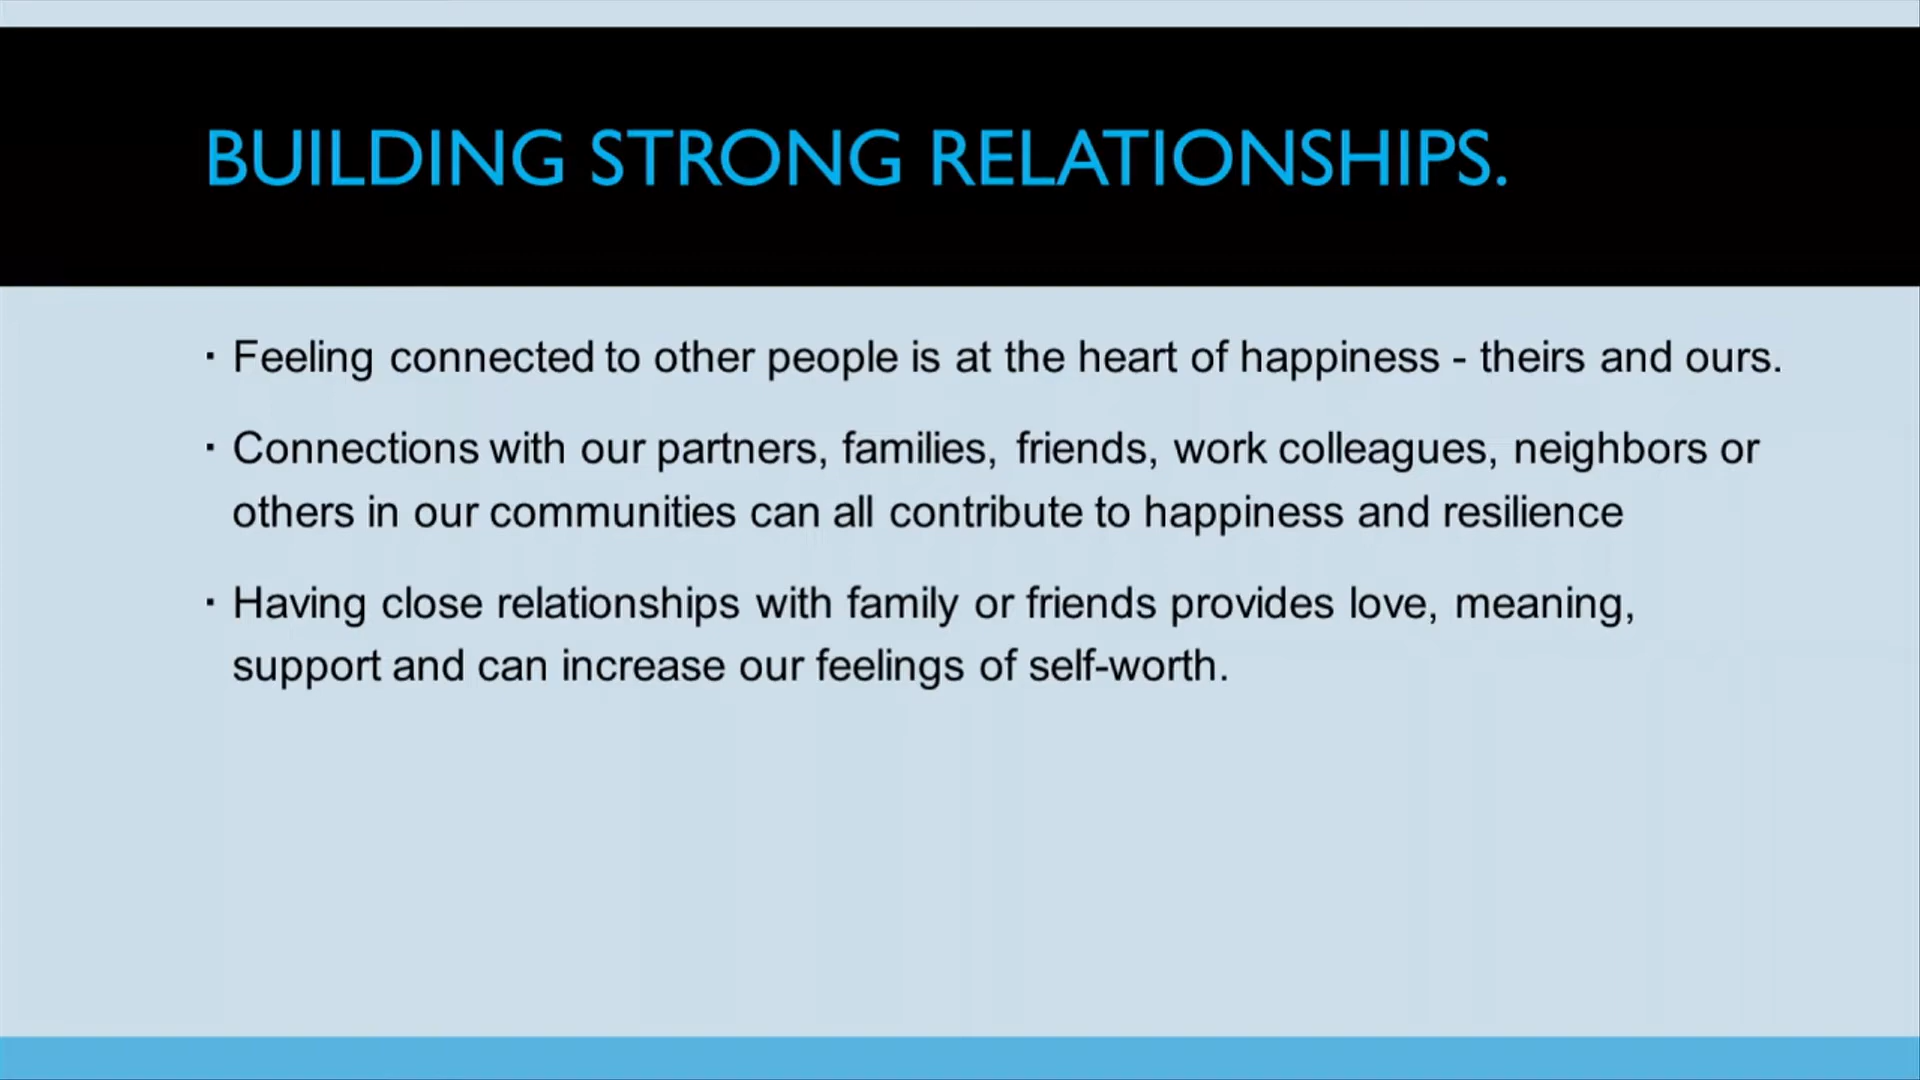 BUILDING STRONG RELATIONSHIPS.
· Feeling connected to other people is at the heart of happiness - theirs and ours.
· Connections with our partners, families, friends, work colleagues, neighbors or
others in our communities can all contribute to happiness and resilience
· Having close relationships with family or friends provides love, meaning,
support and can increase our feelings of self-worth.